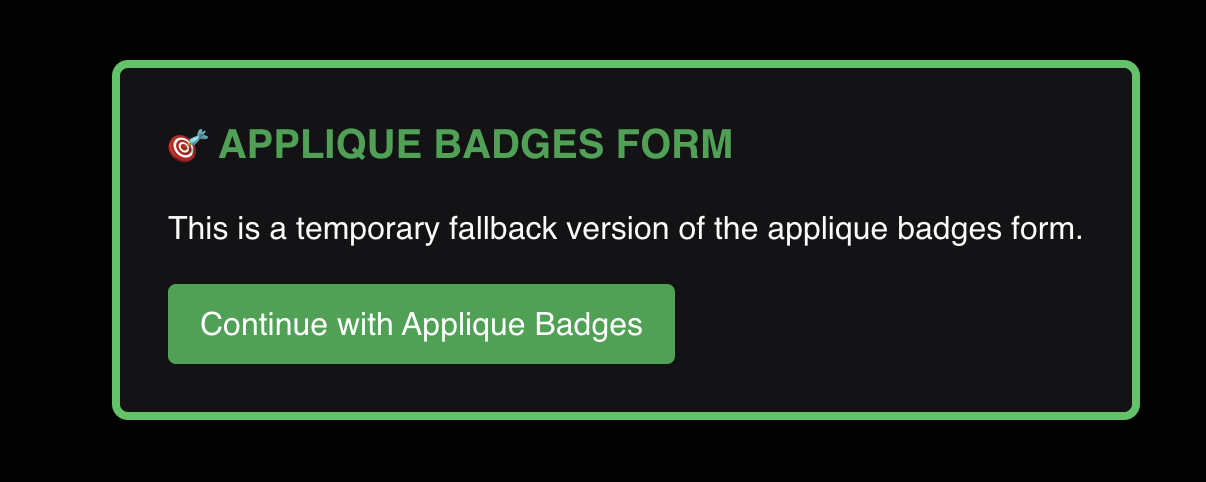 🎯 APPLIQUE BADGES FORM
This is a temporary fallback version of the applique badges form.
Continue with Applique Badges